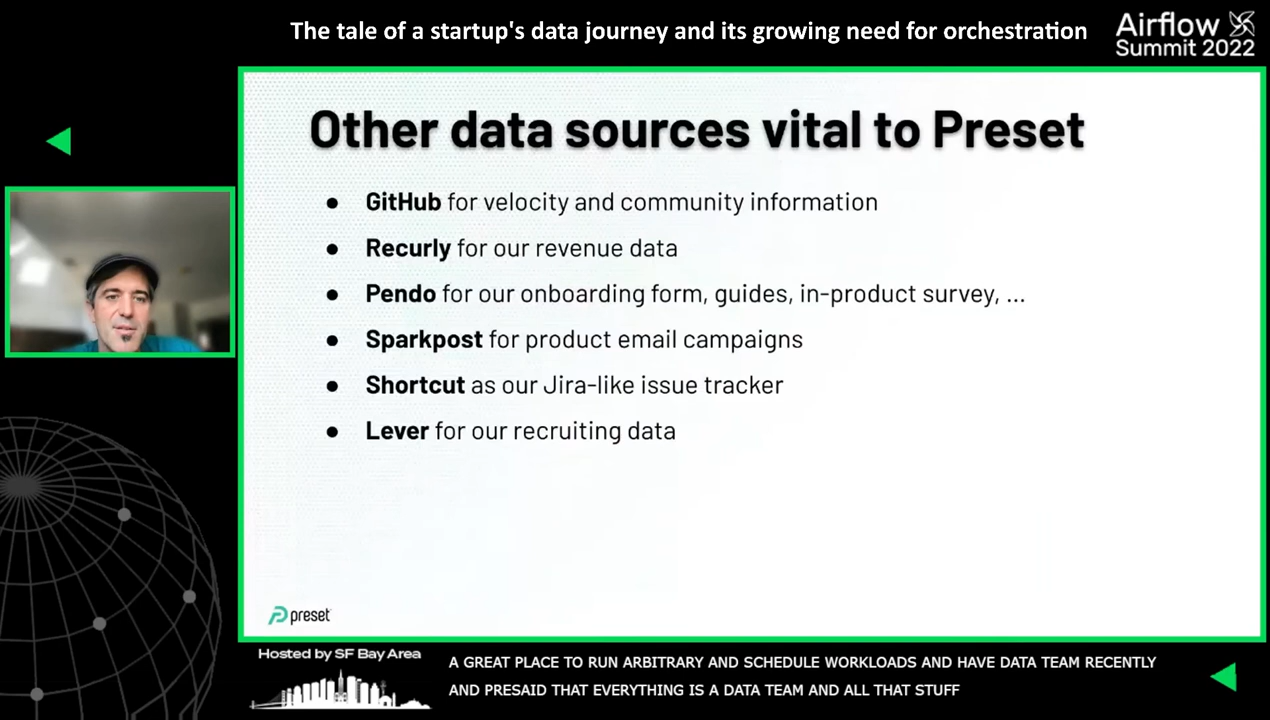 The tale of a startup's data journey and its growing need for orchestration
Airflow
Summit 2022
Other data sources vital to Preset
● GitHub for velocity and community information
● Recurly for our revenue data
● Pendo for our onboarding form, guides, in-product survey, ...
● Sparkpost for product email campaigns
● Shortcut as our Jira-like issue tracker
● Lever for our recruiting data
preset
Hosted by SF Bay Area
A GREAT PLACE TO RUN ARBITRARY AND SCHEDULE WORKLOADS AND HAVE DATA TEAM RECENTLY
AND PRESAID THAT EVERYTHING IS A DATA TEAM AND ALL THAT STUFF